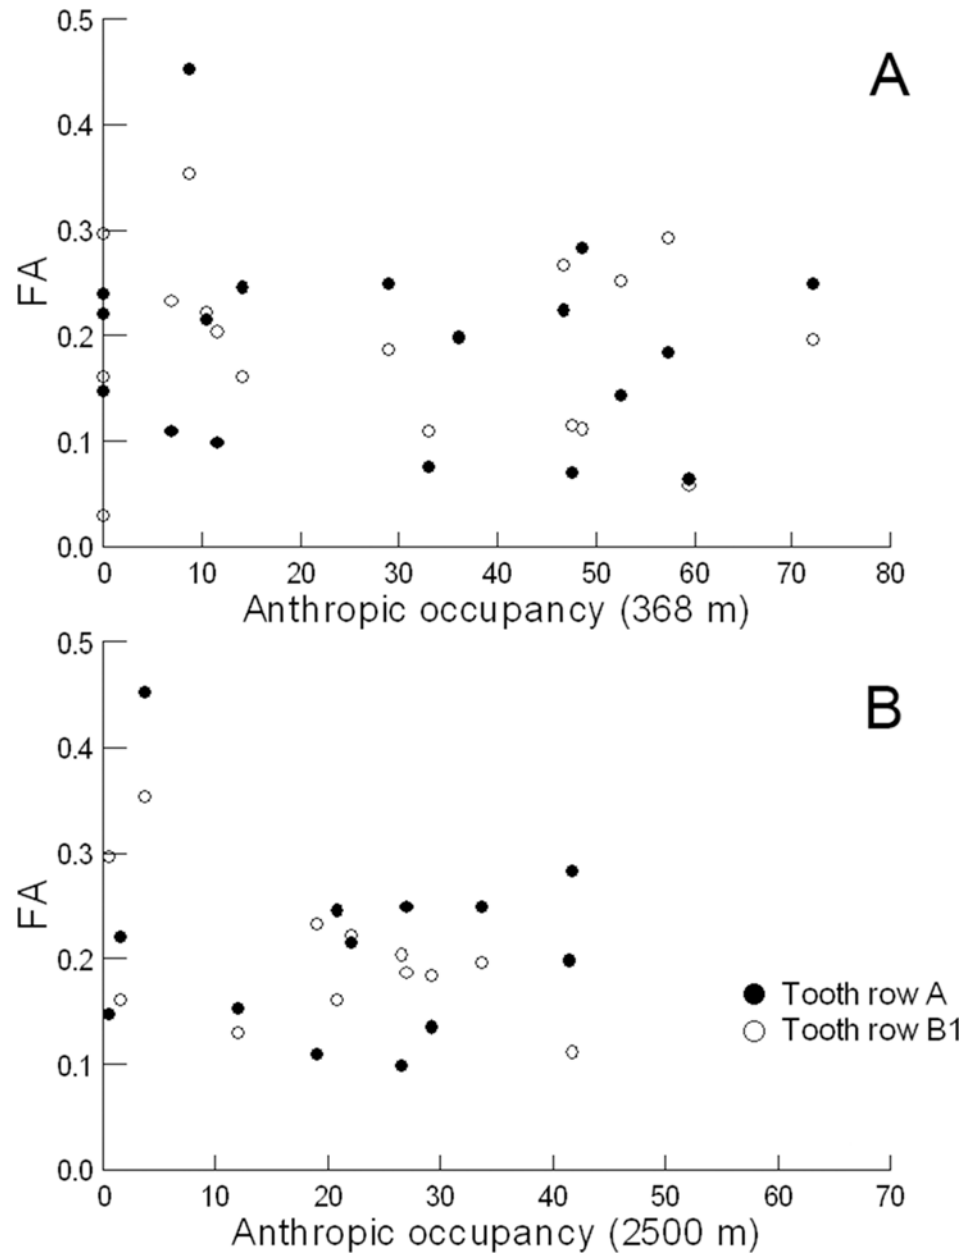 A
0.5
0.4
0.3
0.2
0.1
0.0
FA
0 10 20 30 40 50 60 70 80
Anthropic occupancy (368 m)
B
0.5
0.4
0.3
0.2
0.1
0.0
FA
Tooth row A
Tooth row B1
0 10 20 30 40 50 60 70
Anthropic occupancy (2500 m)